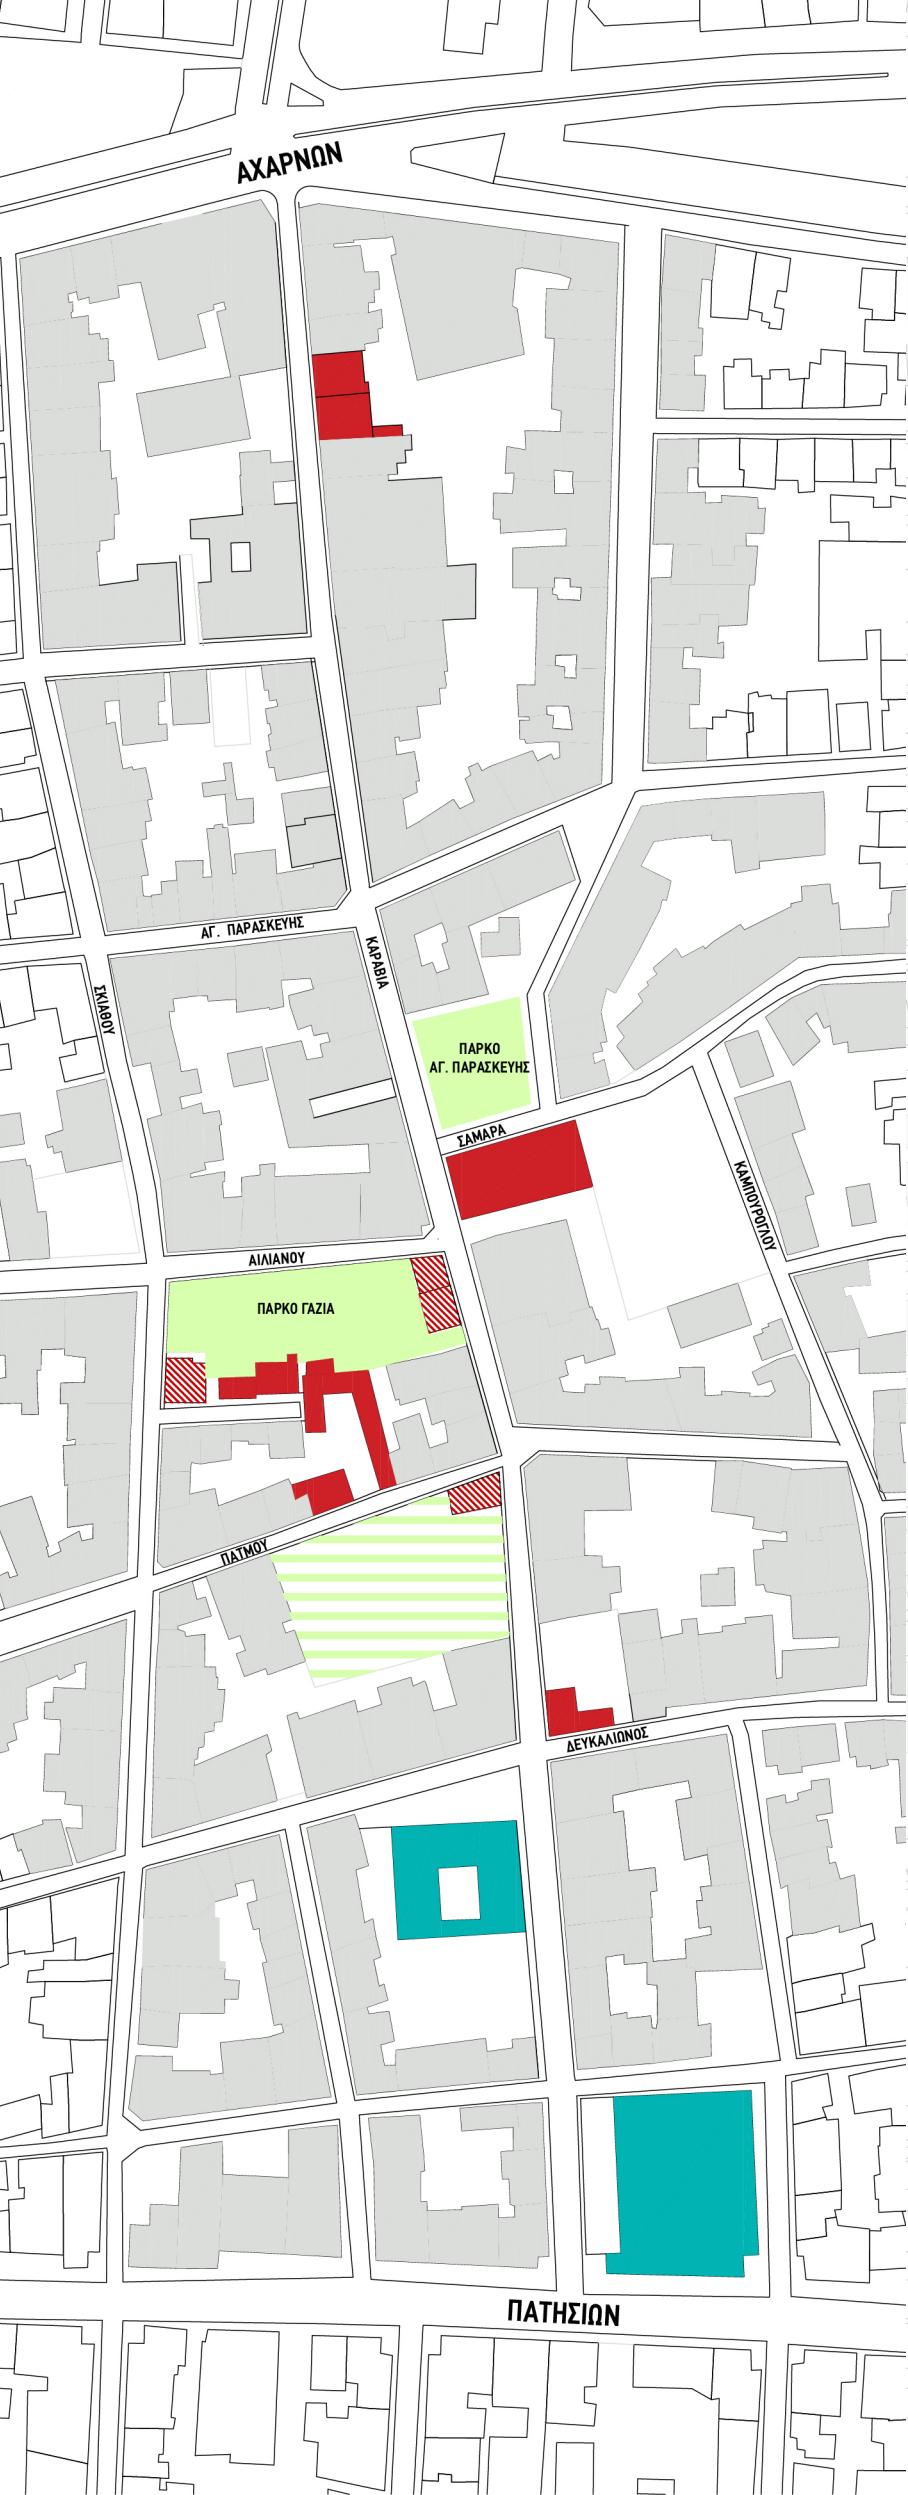 ΑΧΑΡΝΩΝ
ΑΓ. ΠΑΡΑΣΚΕΥΗΣ
ΚΑΡΑΒΙΑ
ΣΚΙΑΘΟΥ
ΠΑΡΚΟ
ΑΓ. ΠΑΡΑΣΚΕΥΗΣ
ΣΑΜΑΡΑ
ΚΑΜΠΟΥΡΟΓΛΟΥ
ΑΙΛΙΑΝΟΥ
ΠΑΡΚΟ ΓΑΖΙΑ
ΠΑΤΜΟΥ
ΔΕΥΚΑΛΙΩΝΟΣ
ΠΑΤΗΣΙΩΝ